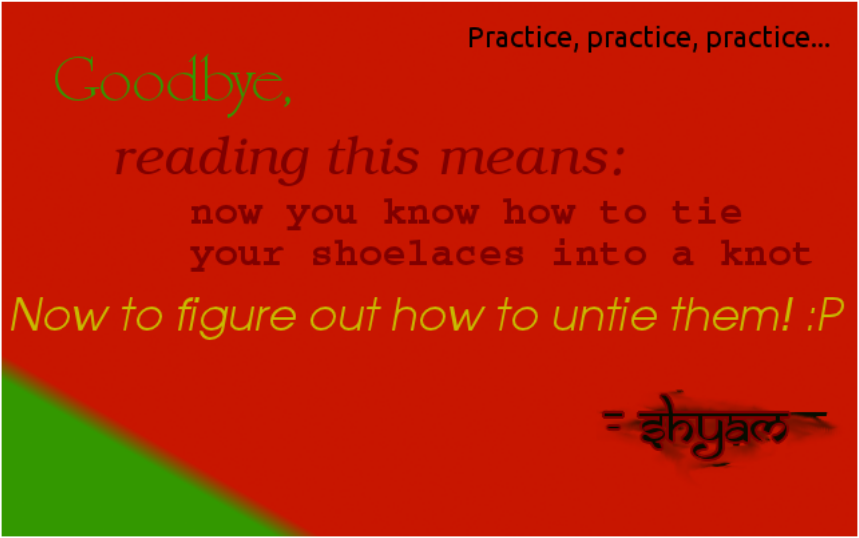 Practice, practice, practice...
Goodbye,
reading this means:
now you know how to tie
your shoelaces into a knot
Now to figure out how to untie them! :P
- shyam